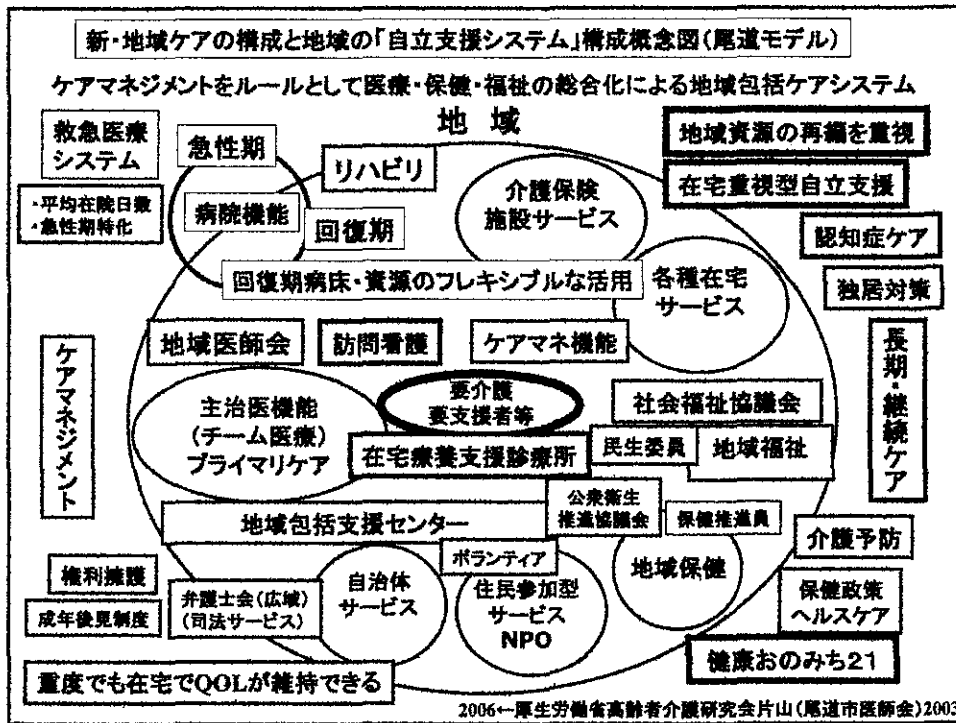 新・地域ケアの構成と地域の「自立支援システム」構成概念図(尾道モデル)
ケアマネジメントをルールとして医療・保健・福祉の総合化による地域包括ケアシステム
地 域
救急医療
システム
・平均在院日数
・急性期特化
急性期
病院機能
回復期
リハビリ
介護保険
施設サービス
地域資源の再編を重視
在宅重視型自立支援
認知症ケア
独居対策
回復期病床・資源のフレキシブルな活用
各種在宅
サービス
地域医師会
訪問看護
ケアマネ機能
ケアマネジメント
長期・継続ケア
主治医機能
(チーム医療)
プライマリケア
要介護
要支援者等
社会福祉協議会
在宅療養支援診療所
民生委員
地域福祉
地域包括支援センター
公衆衛生
推進協議会
保健推進員
介護予防
ボランティア
権利擁護
成年後見制度
弁護士会(広域)
(司法サービス)
自治体
サービス
住民参加型
サービス
NPO
地域保健
保健政策
ヘルスケア
健康おのみち21
重度でも在宅でQOLが維持できる
2006←厚生労働省高齢者介護研究会片山(尾道市医師会)2003